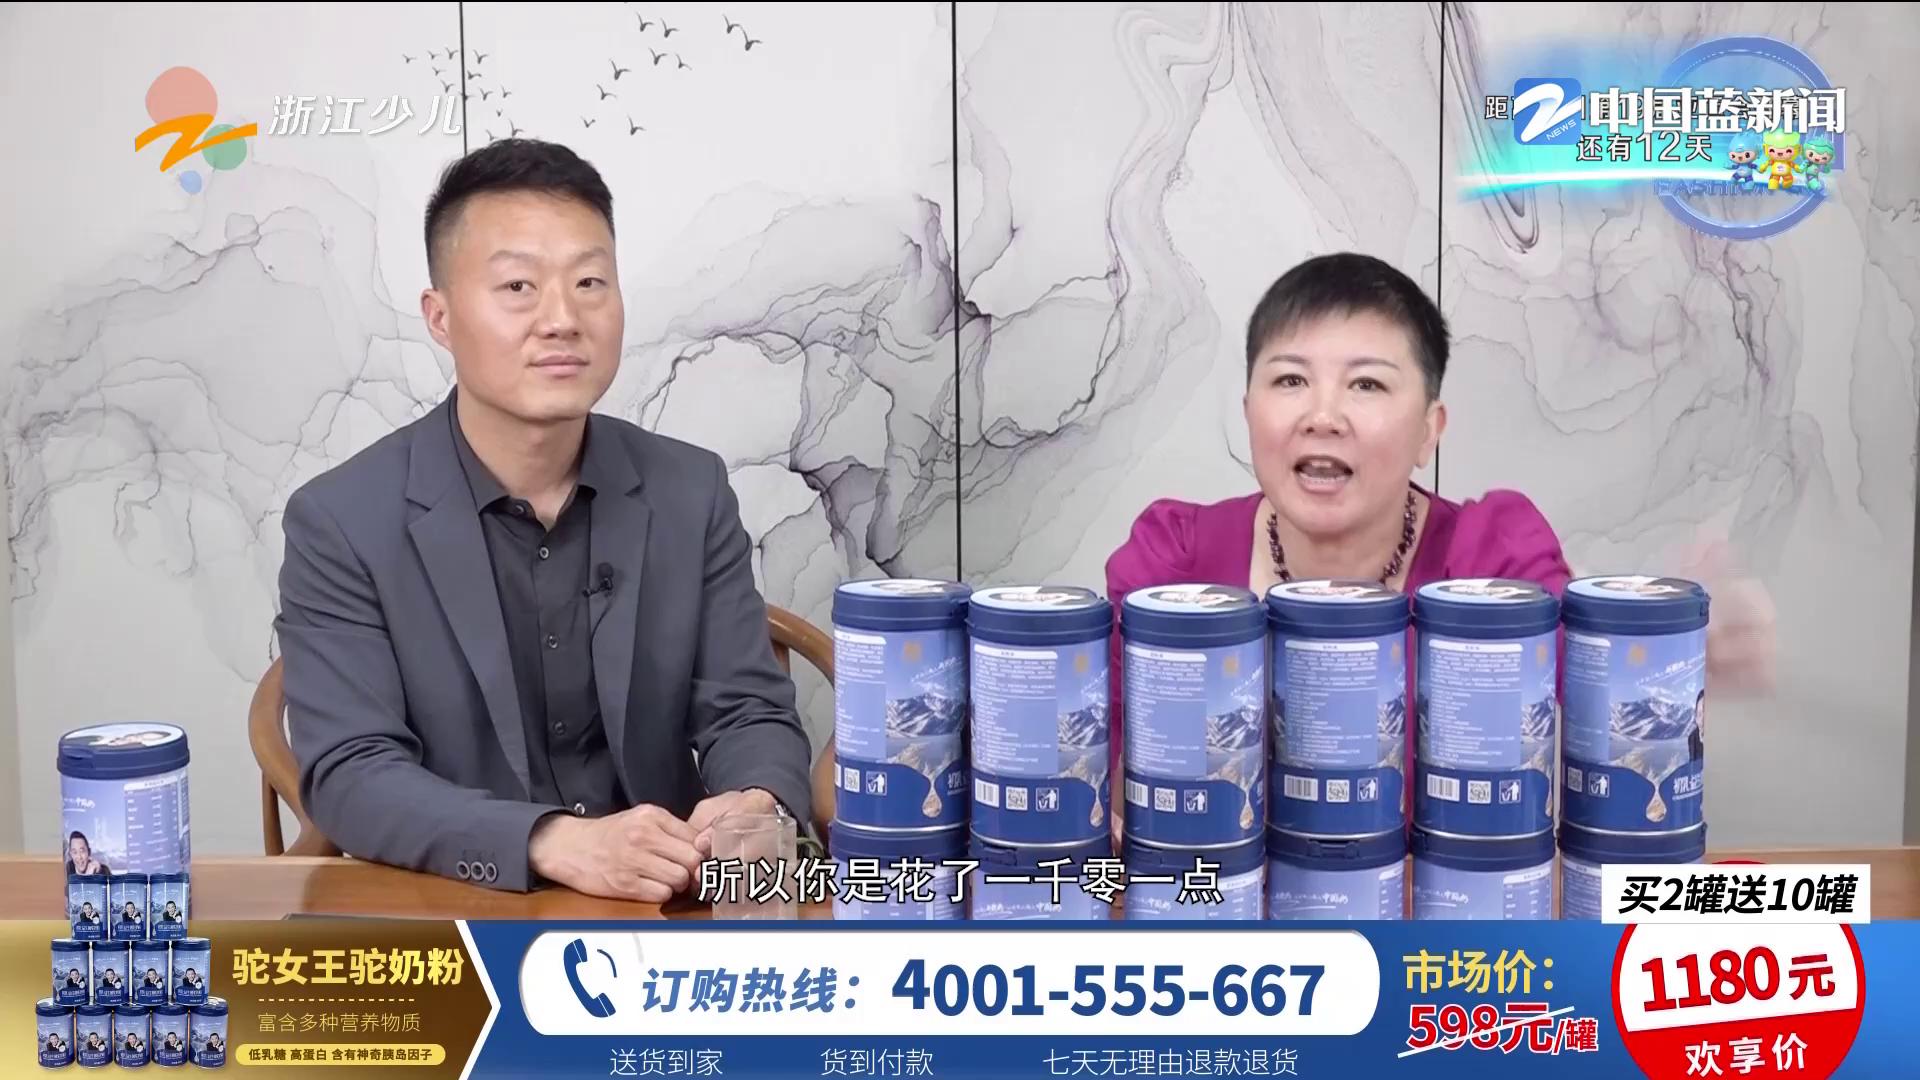 浙江少儿
中国蓝新闻
NEWS
还有12天
所以你是花了一千零一点
买2罐送10罐
驼女王驼奶粉
富含多种营养物质
低乳糖 高蛋白 含有神奇胰岛因子
订购热线：4001-555-667
送货到家 货到付款 七天无理由退款退货
市场价：
598元/罐
1180元
欢享价